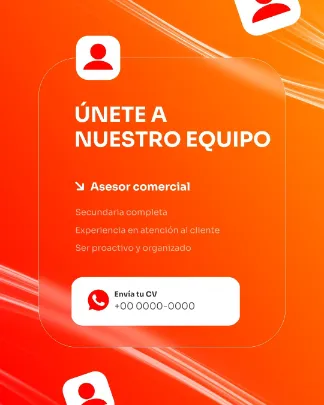 ÚNETE A
NUESTRO EQUIPO
Asesor comercial
Secundaria completa
Experiencia en atención al cliente
Ser proactivo y organizado
Envía tu CV
+00 0000-0000